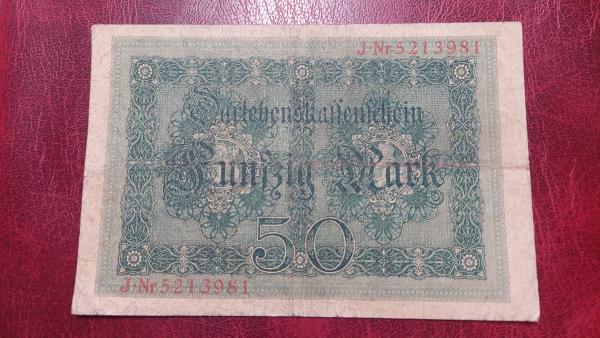 J·Nr5213981
Darlehenskassenschein
Fünfzig Mark
50
J·Nr5213981